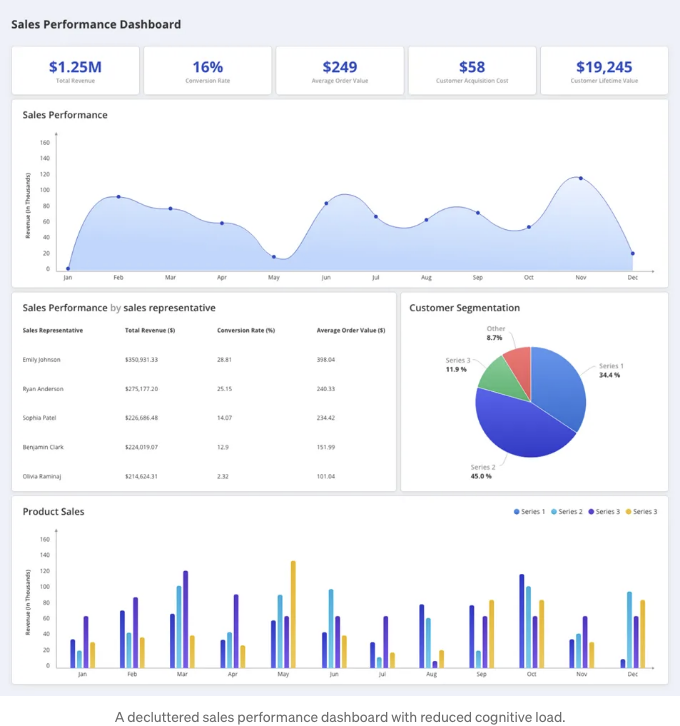 Sales Performance Dashboard
$1.25M 16% $249 $58 $19,245
Total Revenue Conversion Rate Average Order Value Customer Acquisition Cost Customer Lifetime Value
Sales Performance
Revenue (in Thousands)
160
140
120
100
80
60
40
20
0
Jan Feb Mar Apr May Jun Jul Aug Sep Oct Nov Dec
Sales Performance by sales representative
Sales Representative Total Revenue ($) Conversion Rate (%) Average Order Value ($)
Emily Johnson $350,931.33 28.81 398.04
Ryan Anderson $275,177.20 25.15 240.33
Sophia Patel $226,686.48 14.07 234.42
Benjamin Clark $224,019.07 12.9 151.99
Olivia Raminaj $214,624.31 2.32 101.04
Customer Segmentation
Other
8.7%
Series 3
11.9 %
Series 1
34.4 %
Series 2
45.0 %
Product Sales
Series 1 Series 2 Series 3 Series 3
Revenue (in Thousands)
160
140
120
100
80
60
40
20
0
Jan Feb Mar Apr May Jun Jul Aug Sep Oct Nov Dec
A decluttered sales performance dashboard with reduced cognitive load.